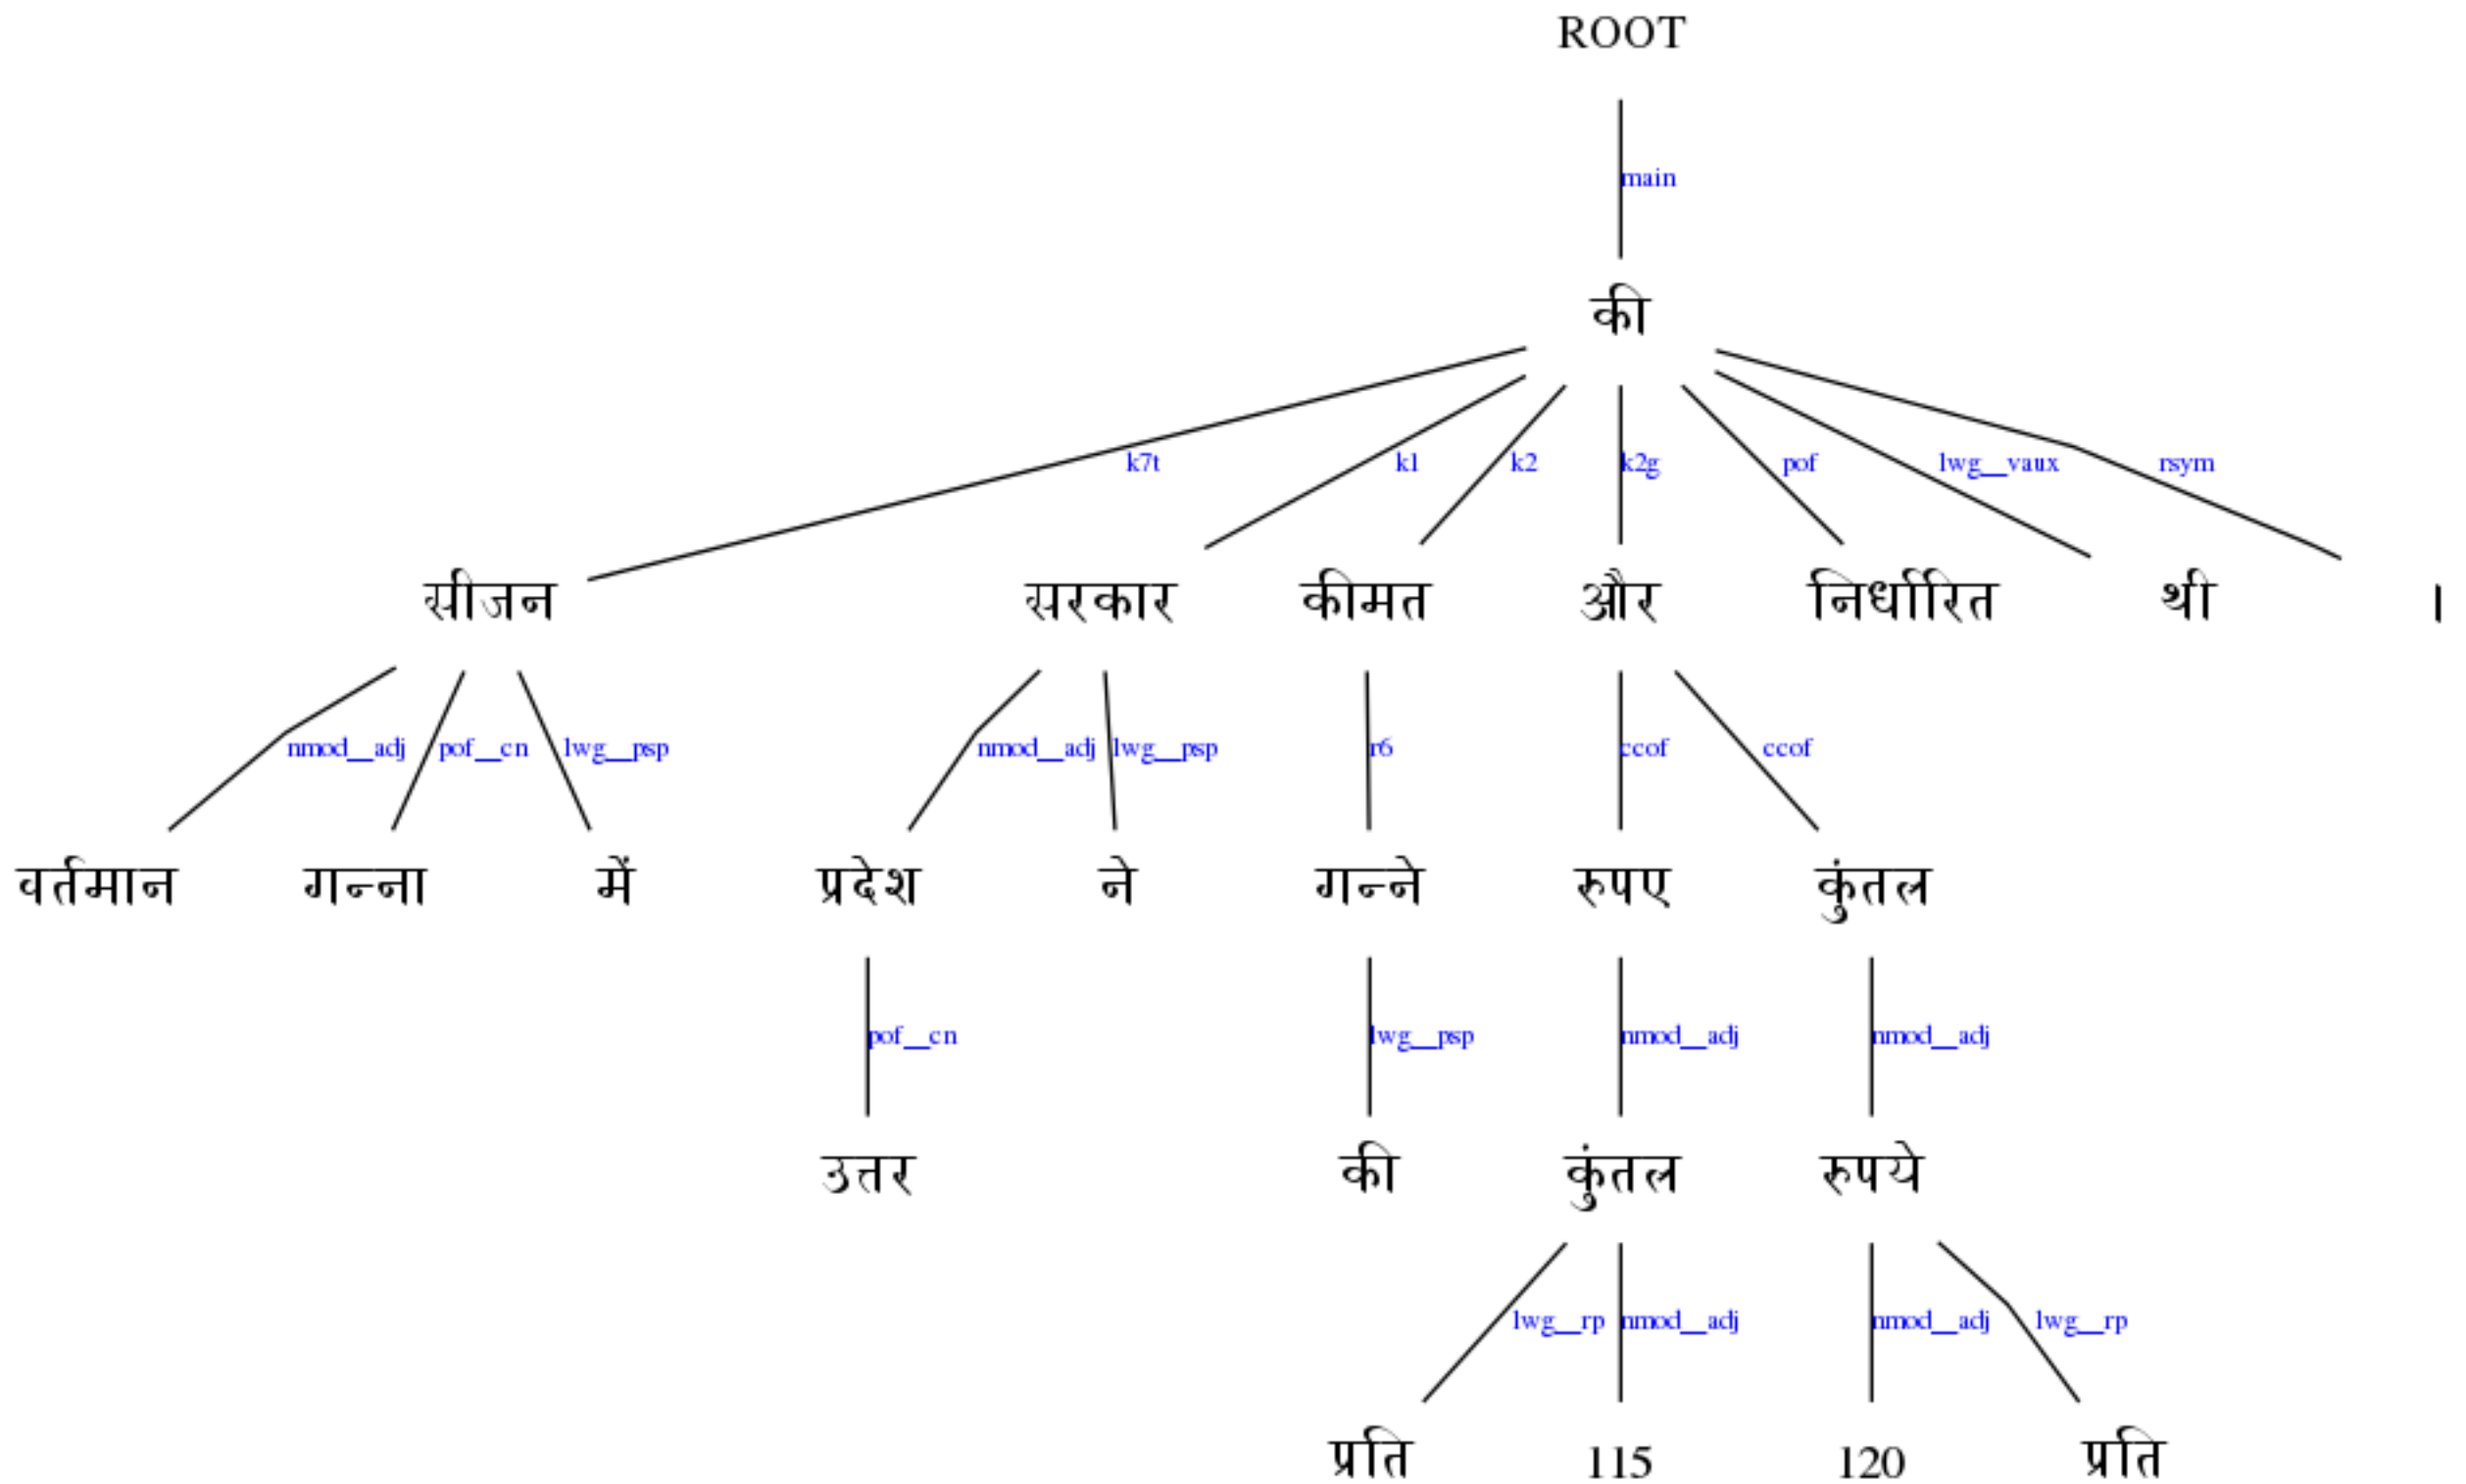 ROOT
main
की
k7t k1 k2 k2g pof lwg__vaux rsym
सीजन सरकार कीमत और निर्धारित थी ।
nmod__adj pof__cn lwg__psp nmod__adj lwg__psp r6 ccof ccof
वर्तमान गन्ना में प्रदेश ने गन्ने रुपए कुंतल
pof__cn lwg__psp nmod__adj nmod__adj
उत्तर की कुंतल रुपये
lwg__rp nmod__adj nmod__adj lwg__rp
प्रति 115 120 प्रति